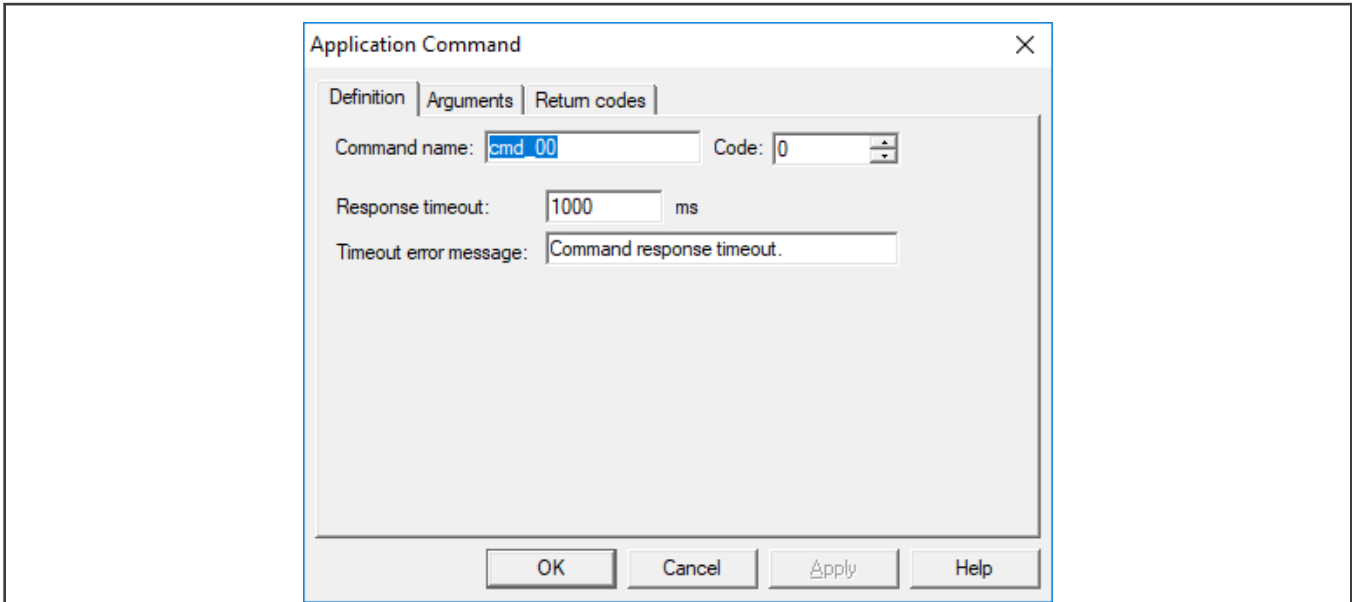 Application Command
Definition Arguments Return codes
Command name: cmd_00 Code: 0
Response timeout: 1000 ms
Timeout error message: Command response timeout.
OK Cancel Apply Help